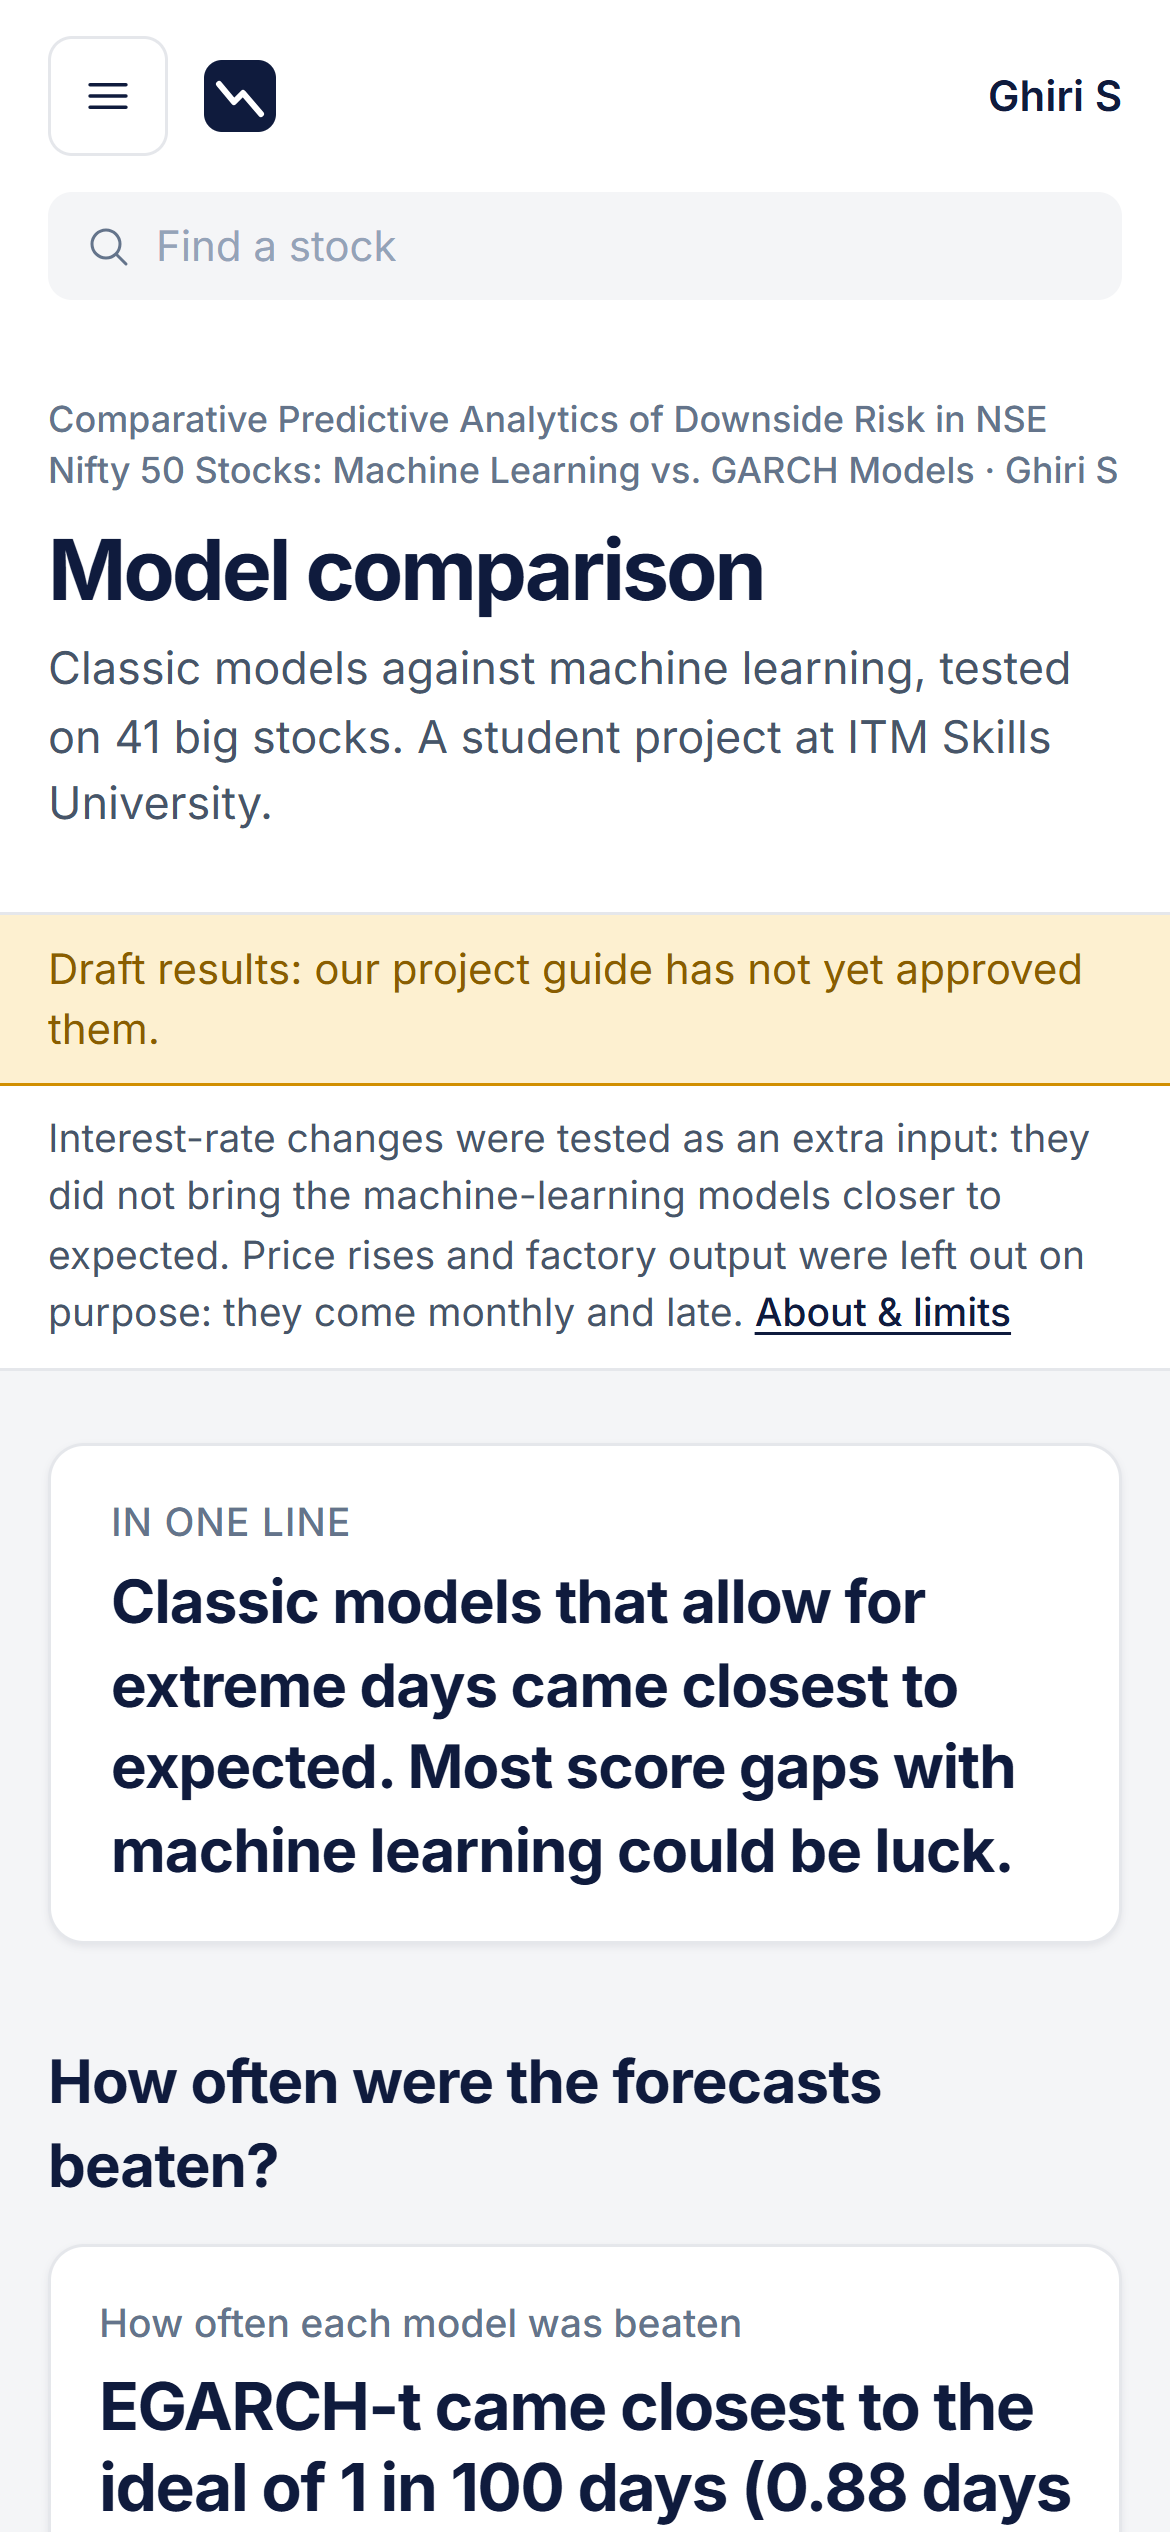 Ghiri S
Find a stock
Comparative Predictive Analytics of Downside Risk in NSE
Nifty 50 Stocks: Machine Learning vs. GARCH Models · Ghiri S
Model comparison
Classic models against machine learning, tested
on 41 big stocks. A student project at ITM Skills
University.
Draft results: our project guide has not yet approved
them.
Interest-rate changes were tested as an extra input: they
did not bring the machine-learning models closer to
expected. Price rises and factory output were left out on
purpose: they come monthly and late. About & limits
IN ONE LINE
Classic models that allow for
extreme days came closest to
expected. Most score gaps with
machine learning could be luck.
How often were the forecasts
beaten?
How often each model was beaten
EGARCH-t came closest to the
ideal of 1 in 100 days (0.88 days